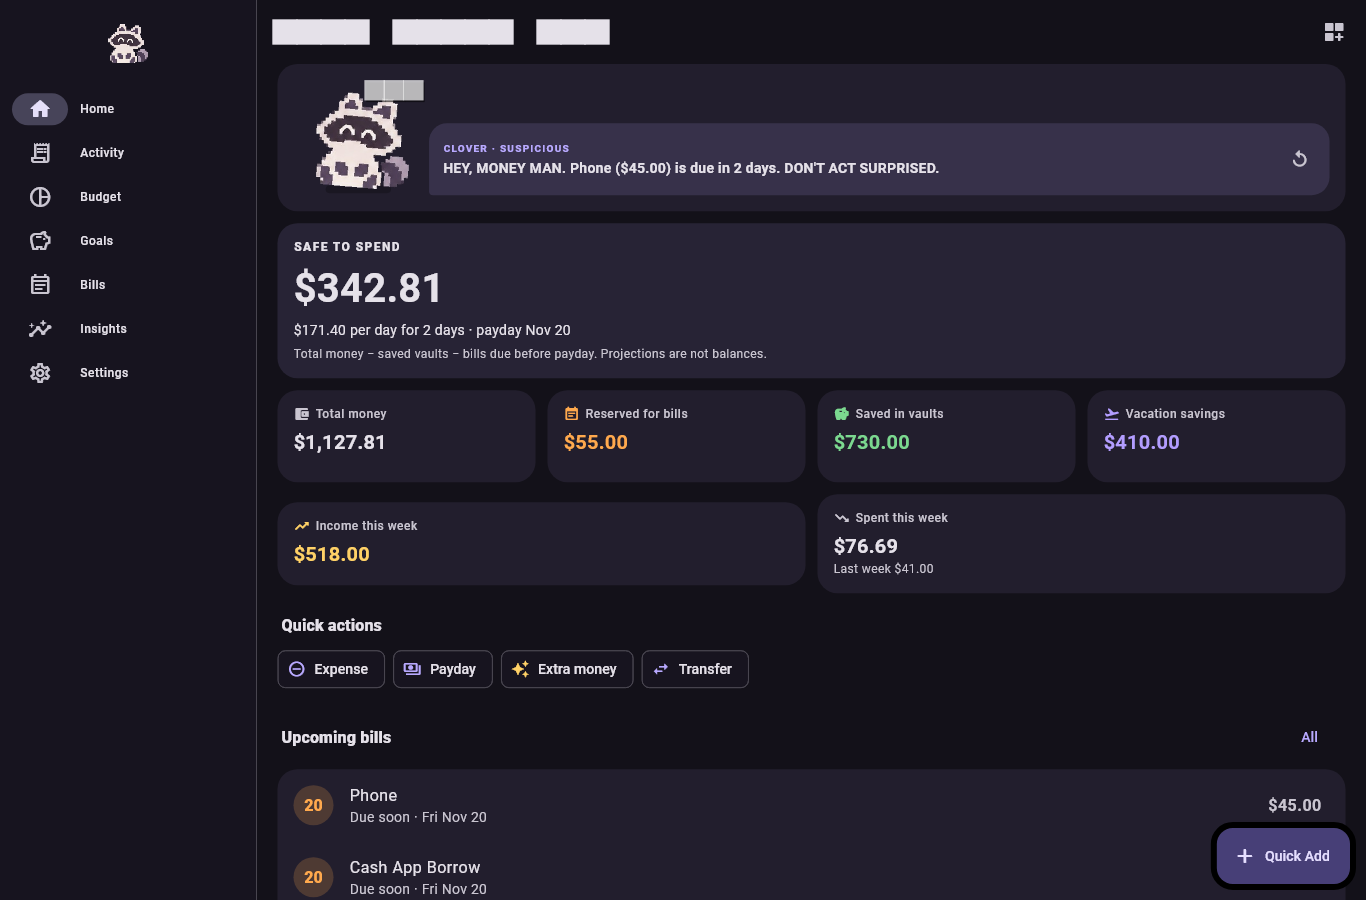 Home
Activity
Budget
Goals
Bills
Insights
Settings
CLOVER · SUSPICIOUS
HEY, MONEY MAN. Phone ($45.00) is due in 2 days. DON'T ACT SURPRISED.
SAFE TO SPEND
$342.81
$171.40 per day for 2 days · payday Nov 20
Total money − saved vaults − bills due before payday. Projections are not balances.
Total money
$1,127.81
Reserved for bills
$55.00
Saved in vaults
$730.00
Vacation savings
$410.00
Income this week
$518.00
Spent this week
$76.69
Last week $41.00
Quick actions
Expense
Payday
Extra money
Transfer
Upcoming bills
All
20
Phone
Due soon · Fri Nov 20
$45.00
20
Cash App Borrow
Due soon · Fri Nov 20
Quick Add